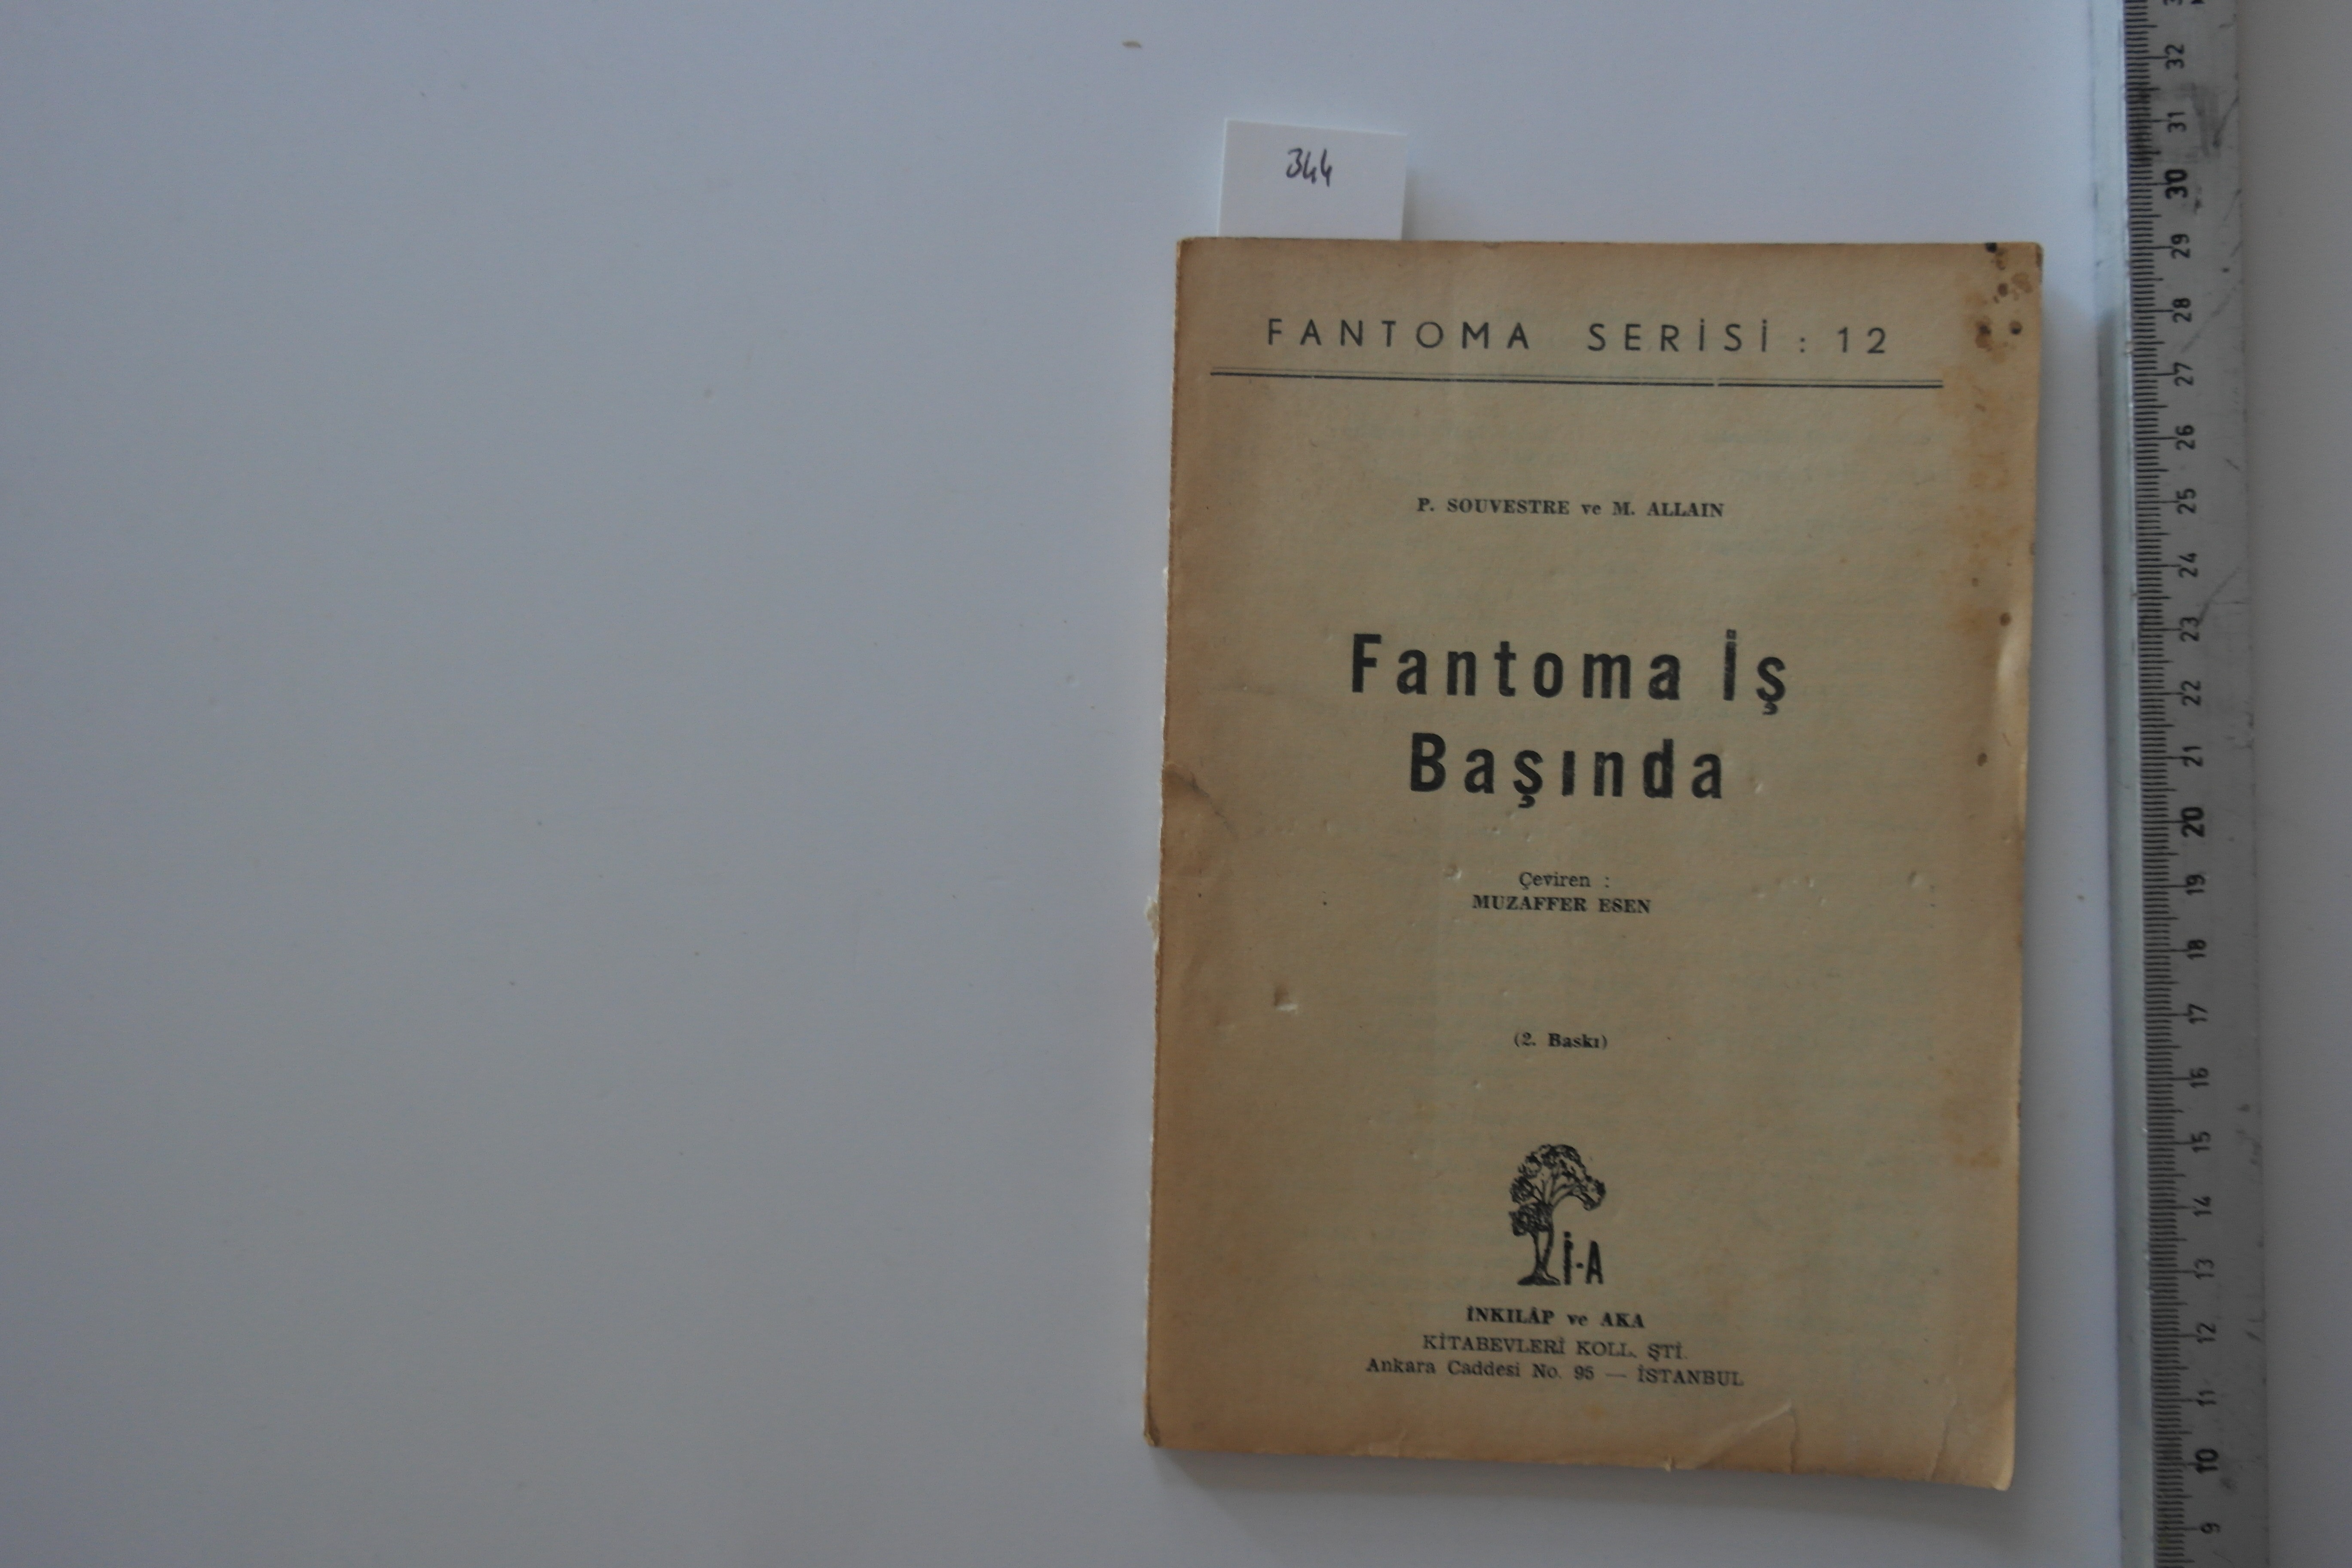 344
FANTOMA SERİSİ : 12
P. SOUVESTRE ve M. ALLAIN
Fantoma İş
Başında
Çeviren :
MUZAFFER ESEN
(2. Baskı)
İ-A
İNKILÂP ve AKA
KİTABEVLERİ KOLL. ŞTİ.
Ankara Caddesi No. 95 — İSTANBUL
32
31
30
29
28
27
26
25
24
23
22
21
20
19
18
17
16
15
14
13
12
11
10
9